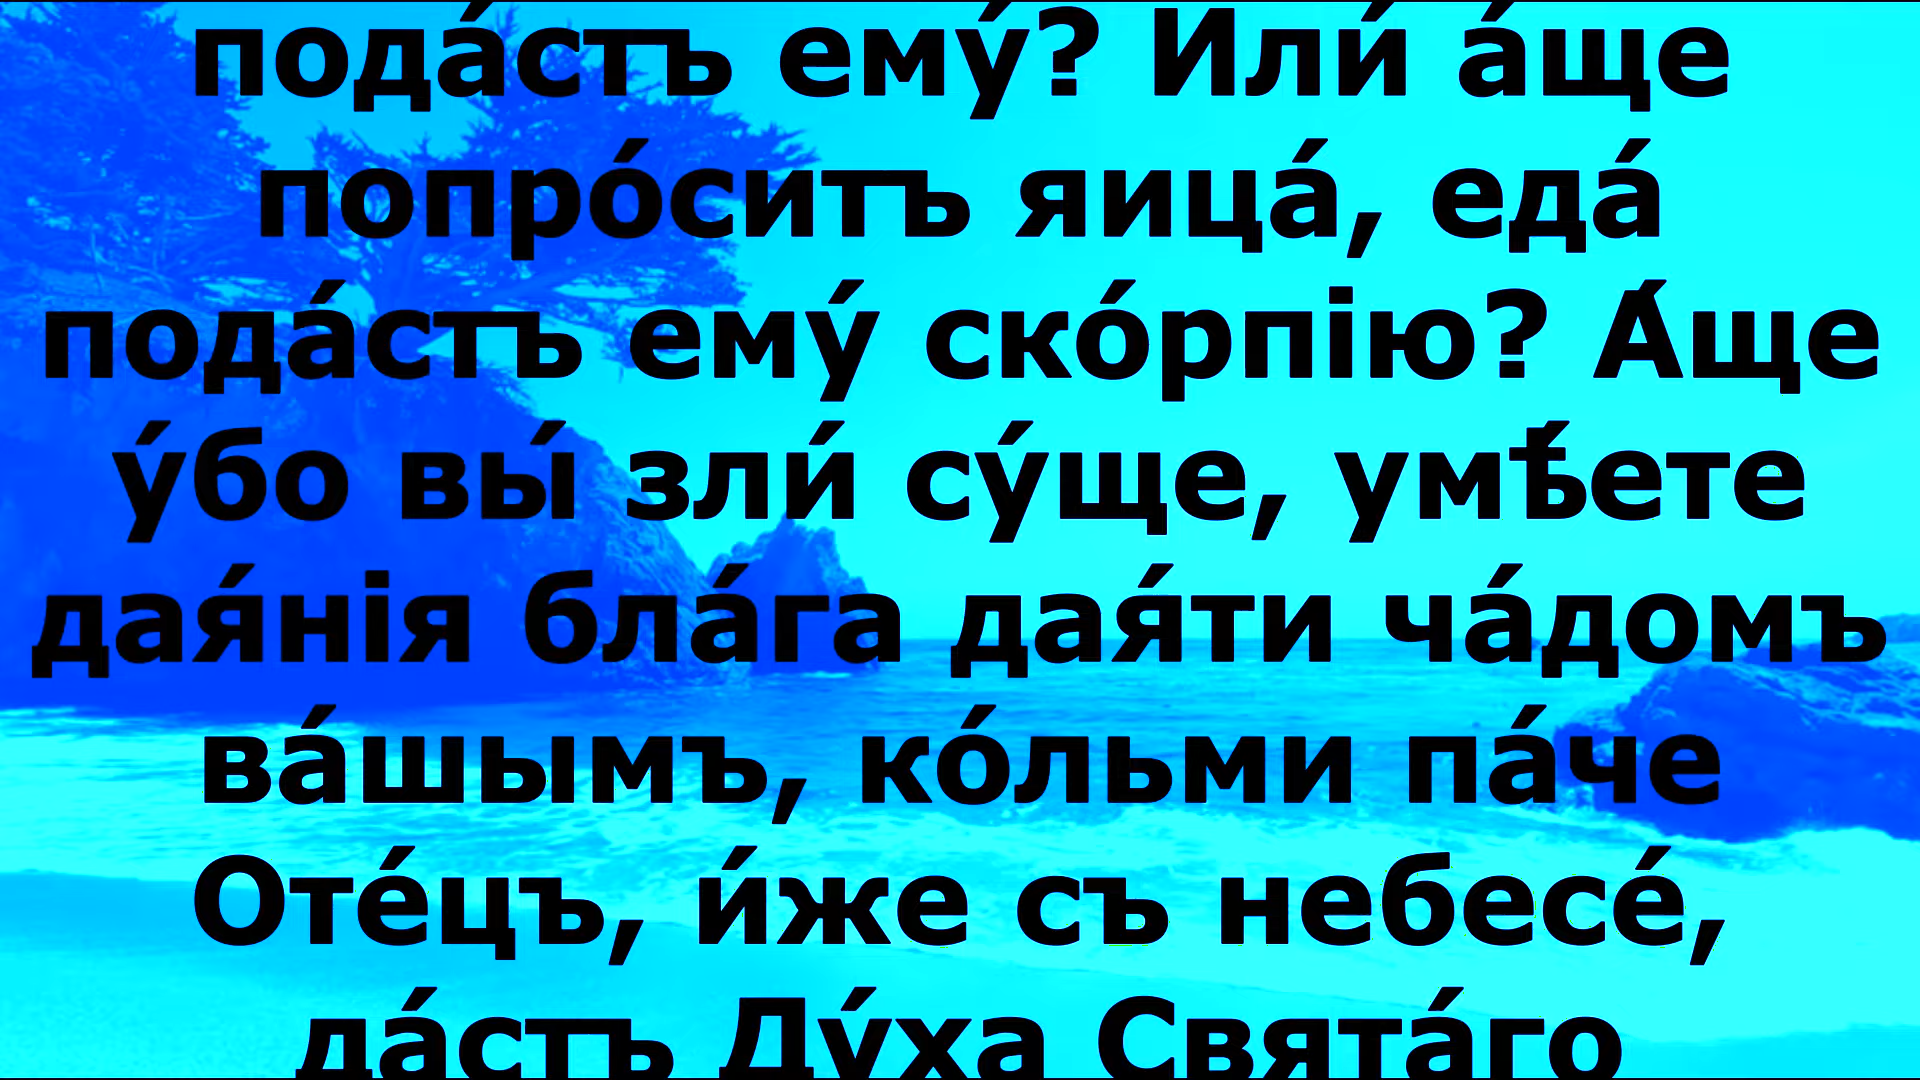 пода́стъ ему́? Или́ а́ще
попро́ситъ яица́, еда́
пода́стъ ему́ ско́рпію? А́ще
у́бо вы́ зли́ су́ще, умѣ́ете
дая́нія бла́га дая́ти ча́домъ
ва́шымъ, ко́льми па́че
Оте́цъ, и́же съ небесе́,
да́стъ Ду́ха Свята́го